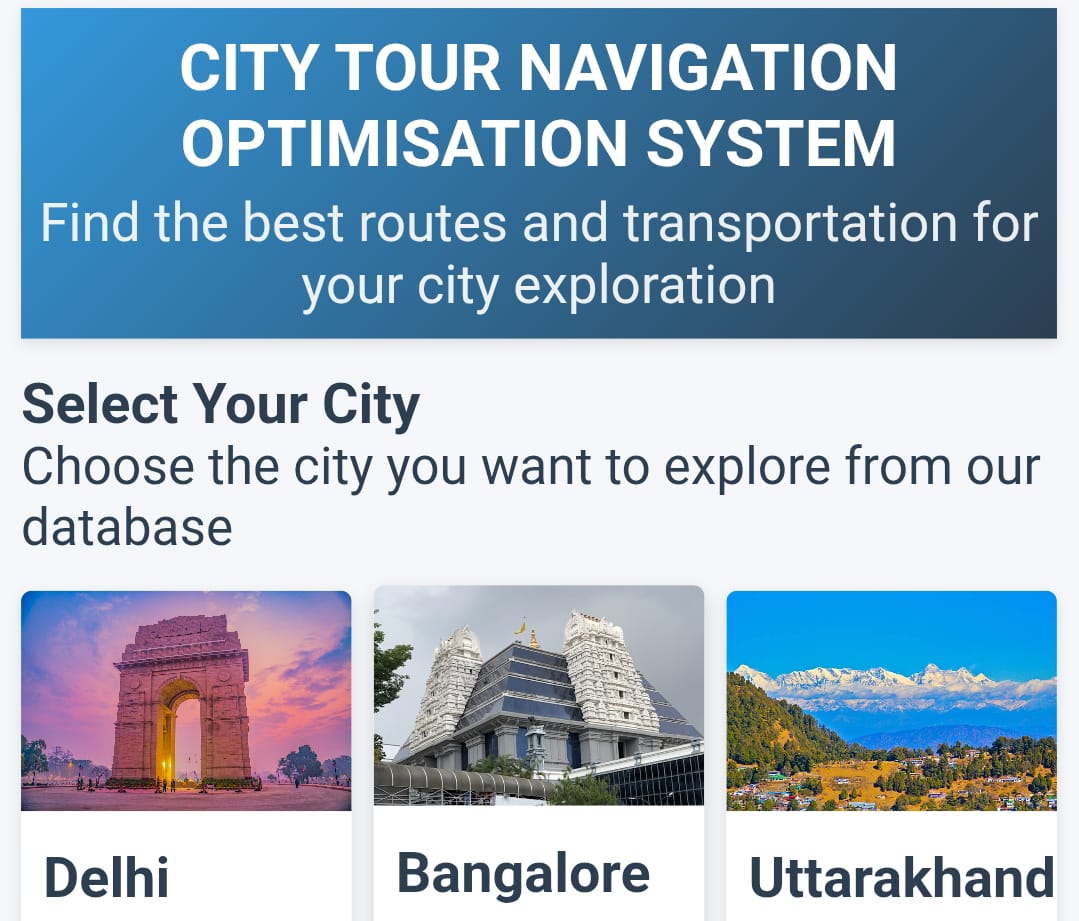 CITY TOUR NAVIGATION
OPTIMISATION SYSTEM
Find the best routes and transportation for
your city exploration
Select Your City
Choose the city you want to explore from our
database
Delhi
Bangalore
Uttarakhand